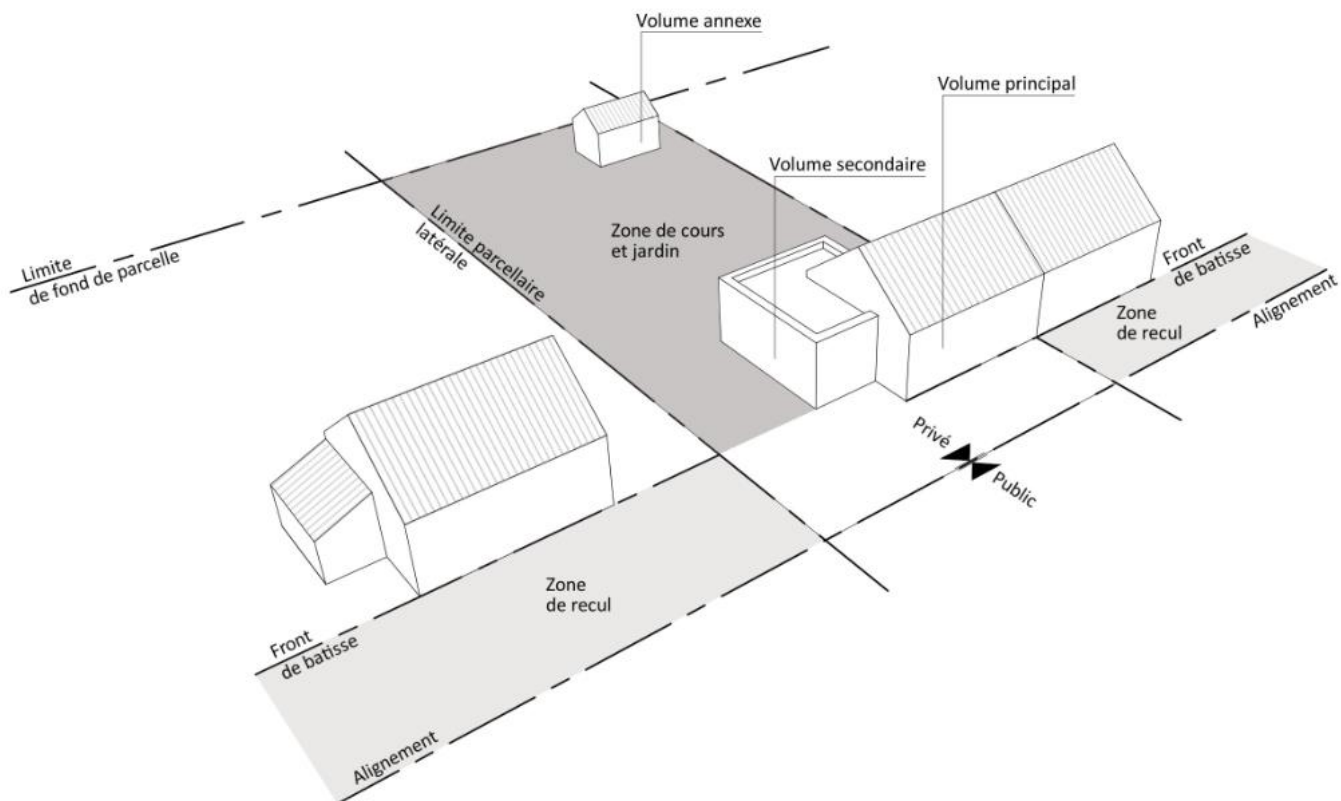 Volume annexe
Volume principal
Volume secondaire
Zone de cours
et jardin
Limite parcellaire
latérale
Limite
de fond de parcelle
Front
de batisse
Alignement
Zone
de recul
Privé
Public
Zone
de recul
Front
de batisse
Alignement